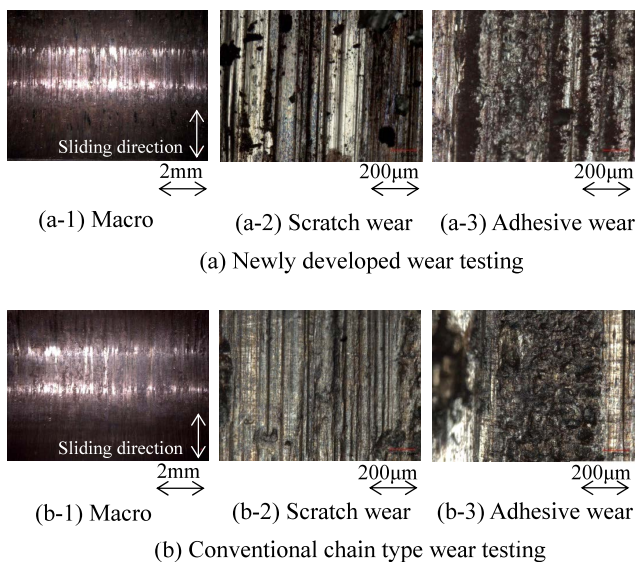 Sliding direction
2mm
200μm
200μm
(a-1) Macro
(a-2) Scratch wear
(a-3) Adhesive wear
(a) Newly developed wear testing
Sliding direction
2mm
200μm
200μm
(b-1) Macro
(b-2) Scratch wear
(b-3) Adhesive wear
(b) Conventional chain type wear testing